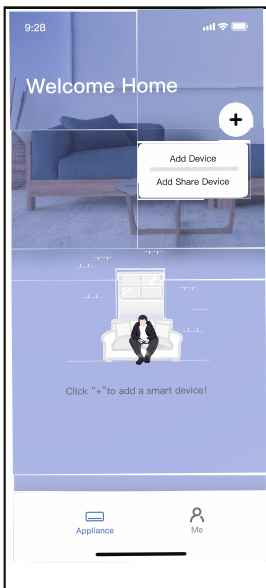 9:28
Welcome Home
+
Add Device
Add Share Device
Click “+”to add a smart device!
Appliance
Me